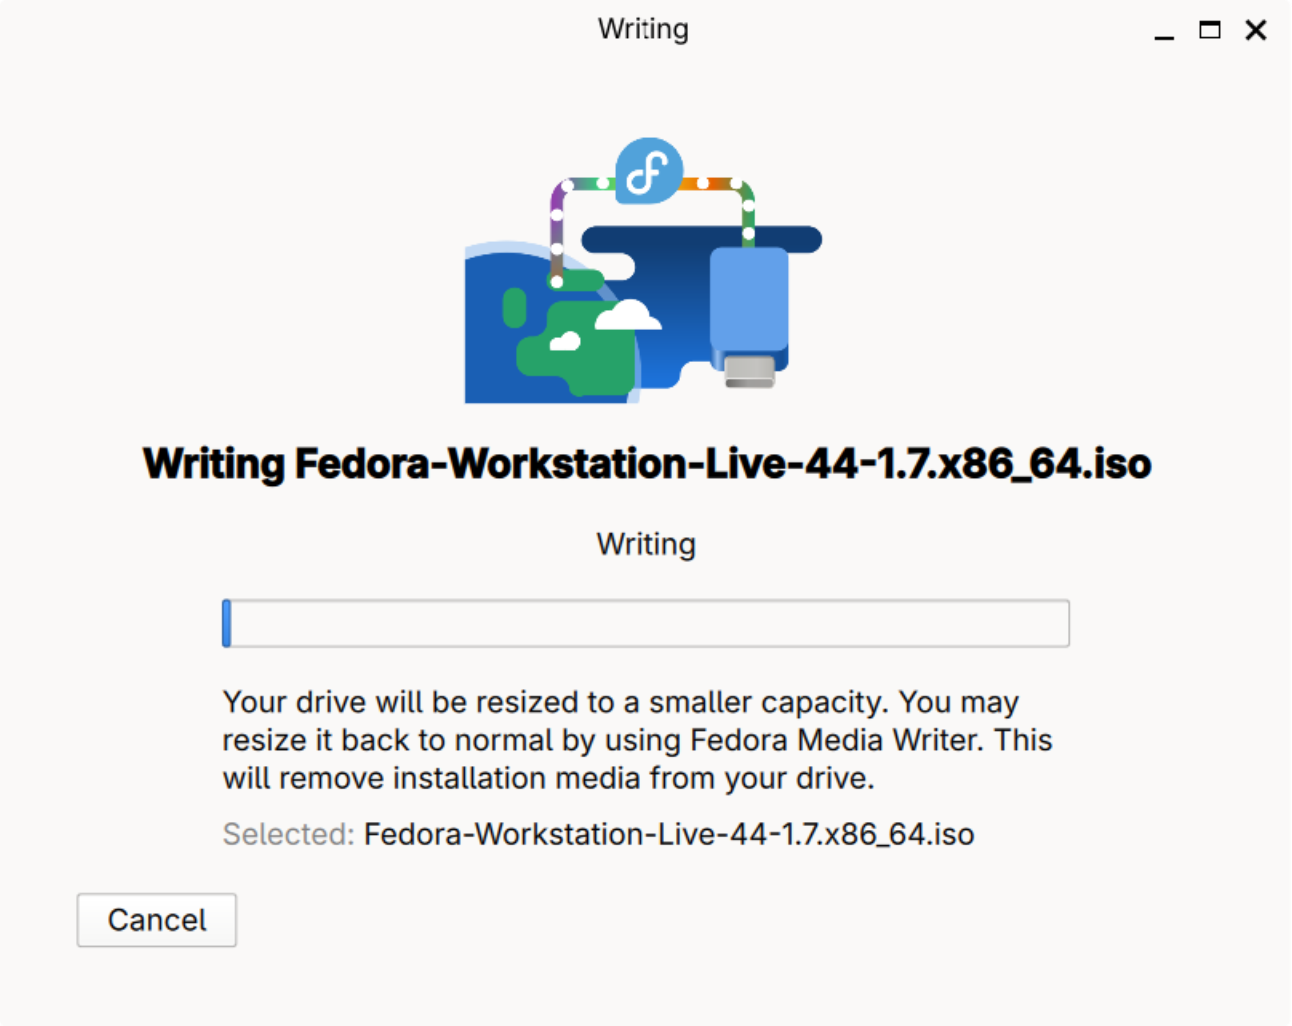 Writing
Writing Fedora-Workstation-Live-44-1.7.x86_64.iso
Writing
Your drive will be resized to a smaller capacity. You may
resize it back to normal by using Fedora Media Writer. This
will remove installation media from your drive.
Selected: Fedora-Workstation-Live-44-1.7.x86_64.iso
Cancel